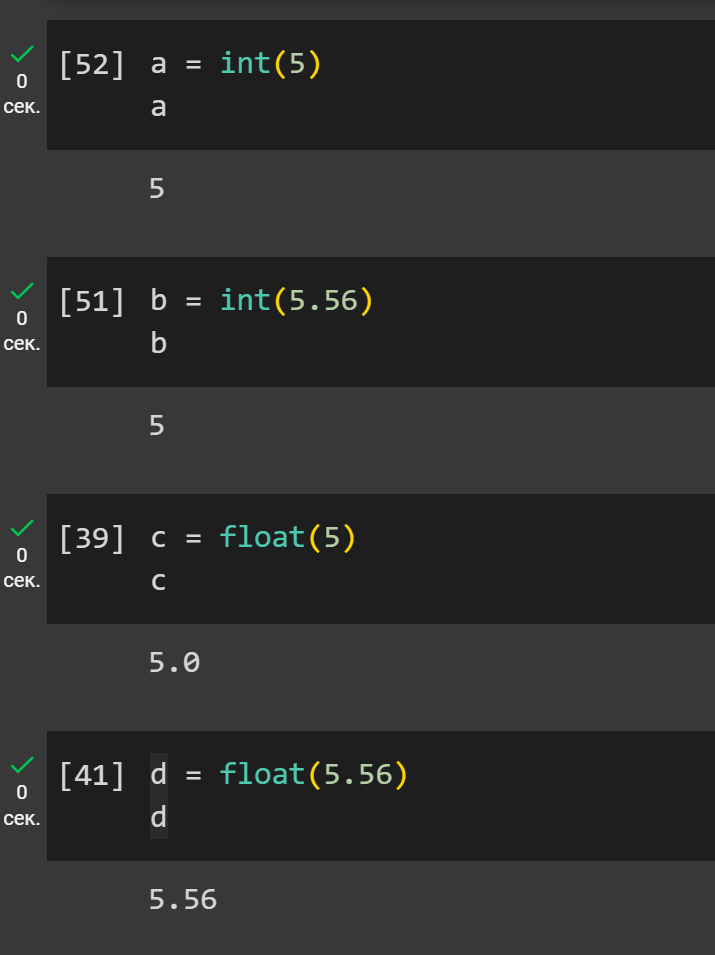 [52] a = int(5)
0
сек.
a
5
[51] b = int(5.56)
0
сек.
b
5
[39] c = float(5)
0
сек.
c
5.0
[41] d = float(5.56)
0
сек.
d
5.56